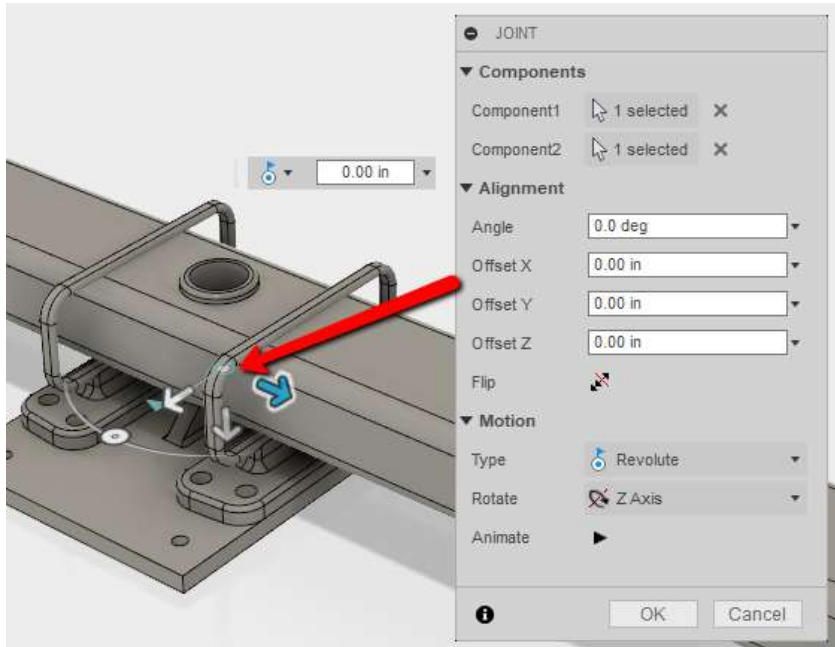 JOINT
Components
Component1 1 selected
Component2 1 selected
0.00 in
Alignment
Angle 0.0 deg
Offset X 0.00 in
Offset Y 0.00 in
Offset Z 0.00 in
Flip
Motion
Type Revolute
Rotate Z Axis
Animate
OK Cancel